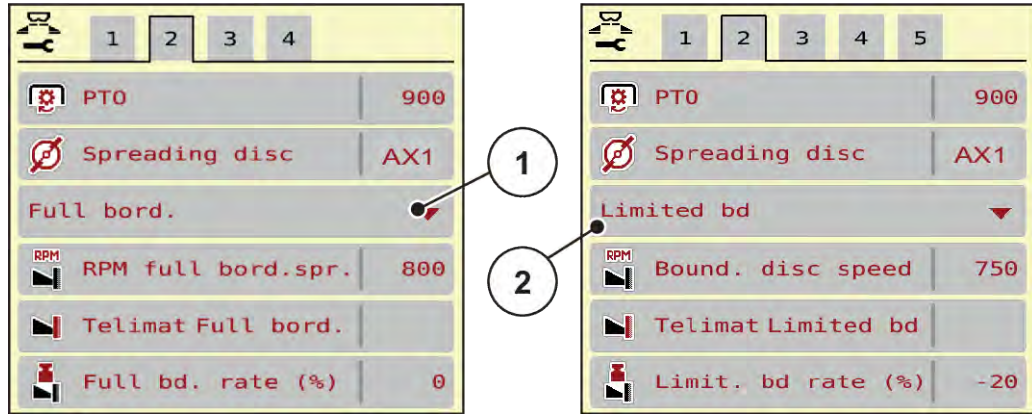 1 2 3 4
PTO 900
Spreading disc AX1
Full bord.
RPM RPM full bord.spr. 800
Telimat Full bord.
Full bd. rate (%) 0
1
2
1 2 3 4 5
PTO 900
Spreading disc AX1
Limited bd
RPM Bound. disc speed 750
Telimat Limited bd
Limit. bd rate (%) -20